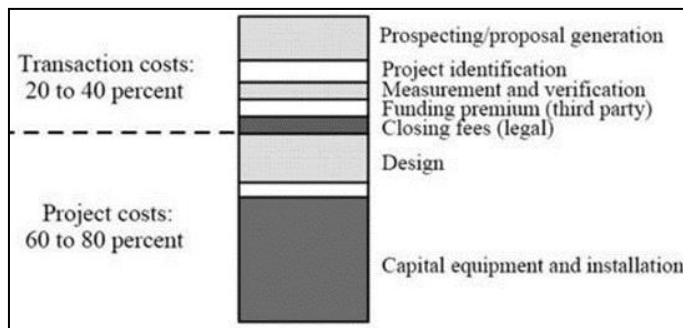 Transaction costs:
20 to 40 percent
Project costs:
60 to 80 percent
Prospecting/proposal generation
Project identification
Measurement and verification
Funding premium (third party)
Closing fees (legal)
Design
Capital equipment and installation